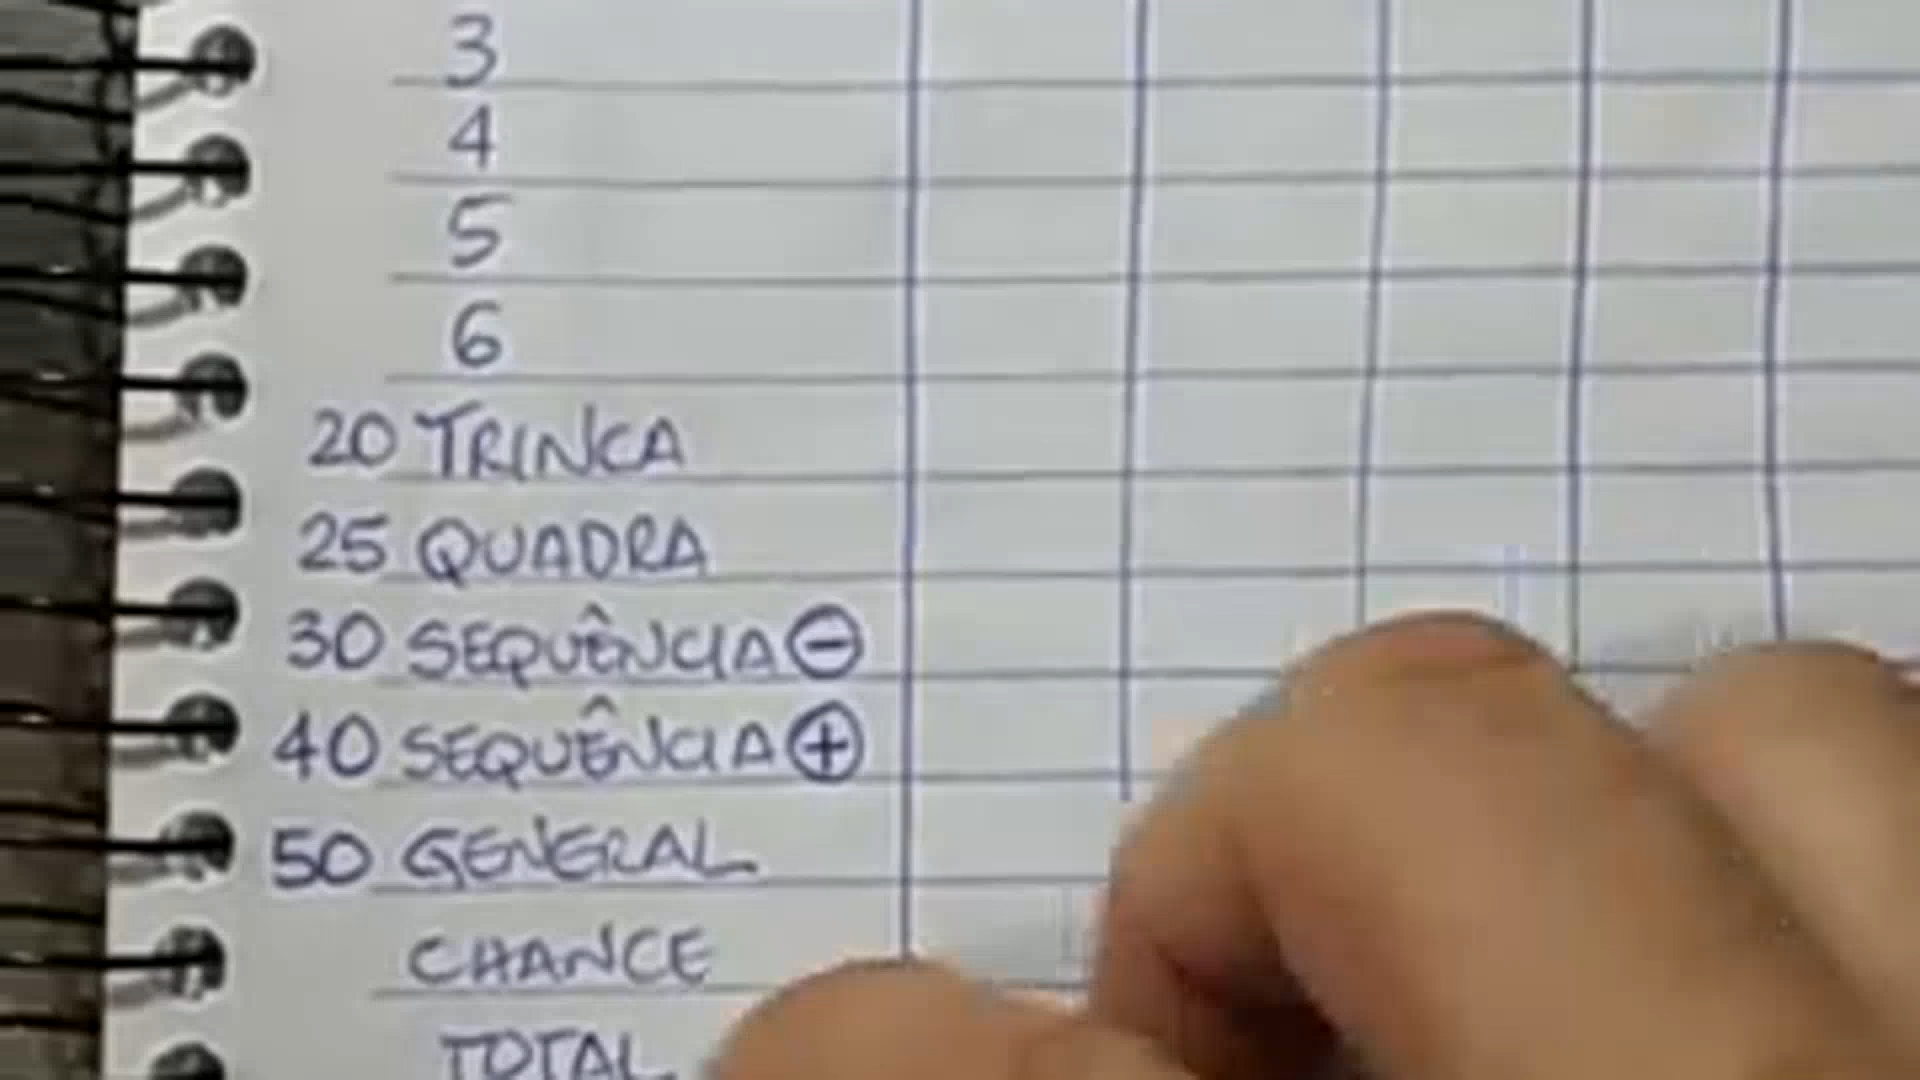 3
4
5
6
20 TRINCA
25 QUADRA
30 SEQUÊNCIA ⊖
40 SEQUÊNCIA ⊕
50 GENERAL
CHANCE
TOTAL